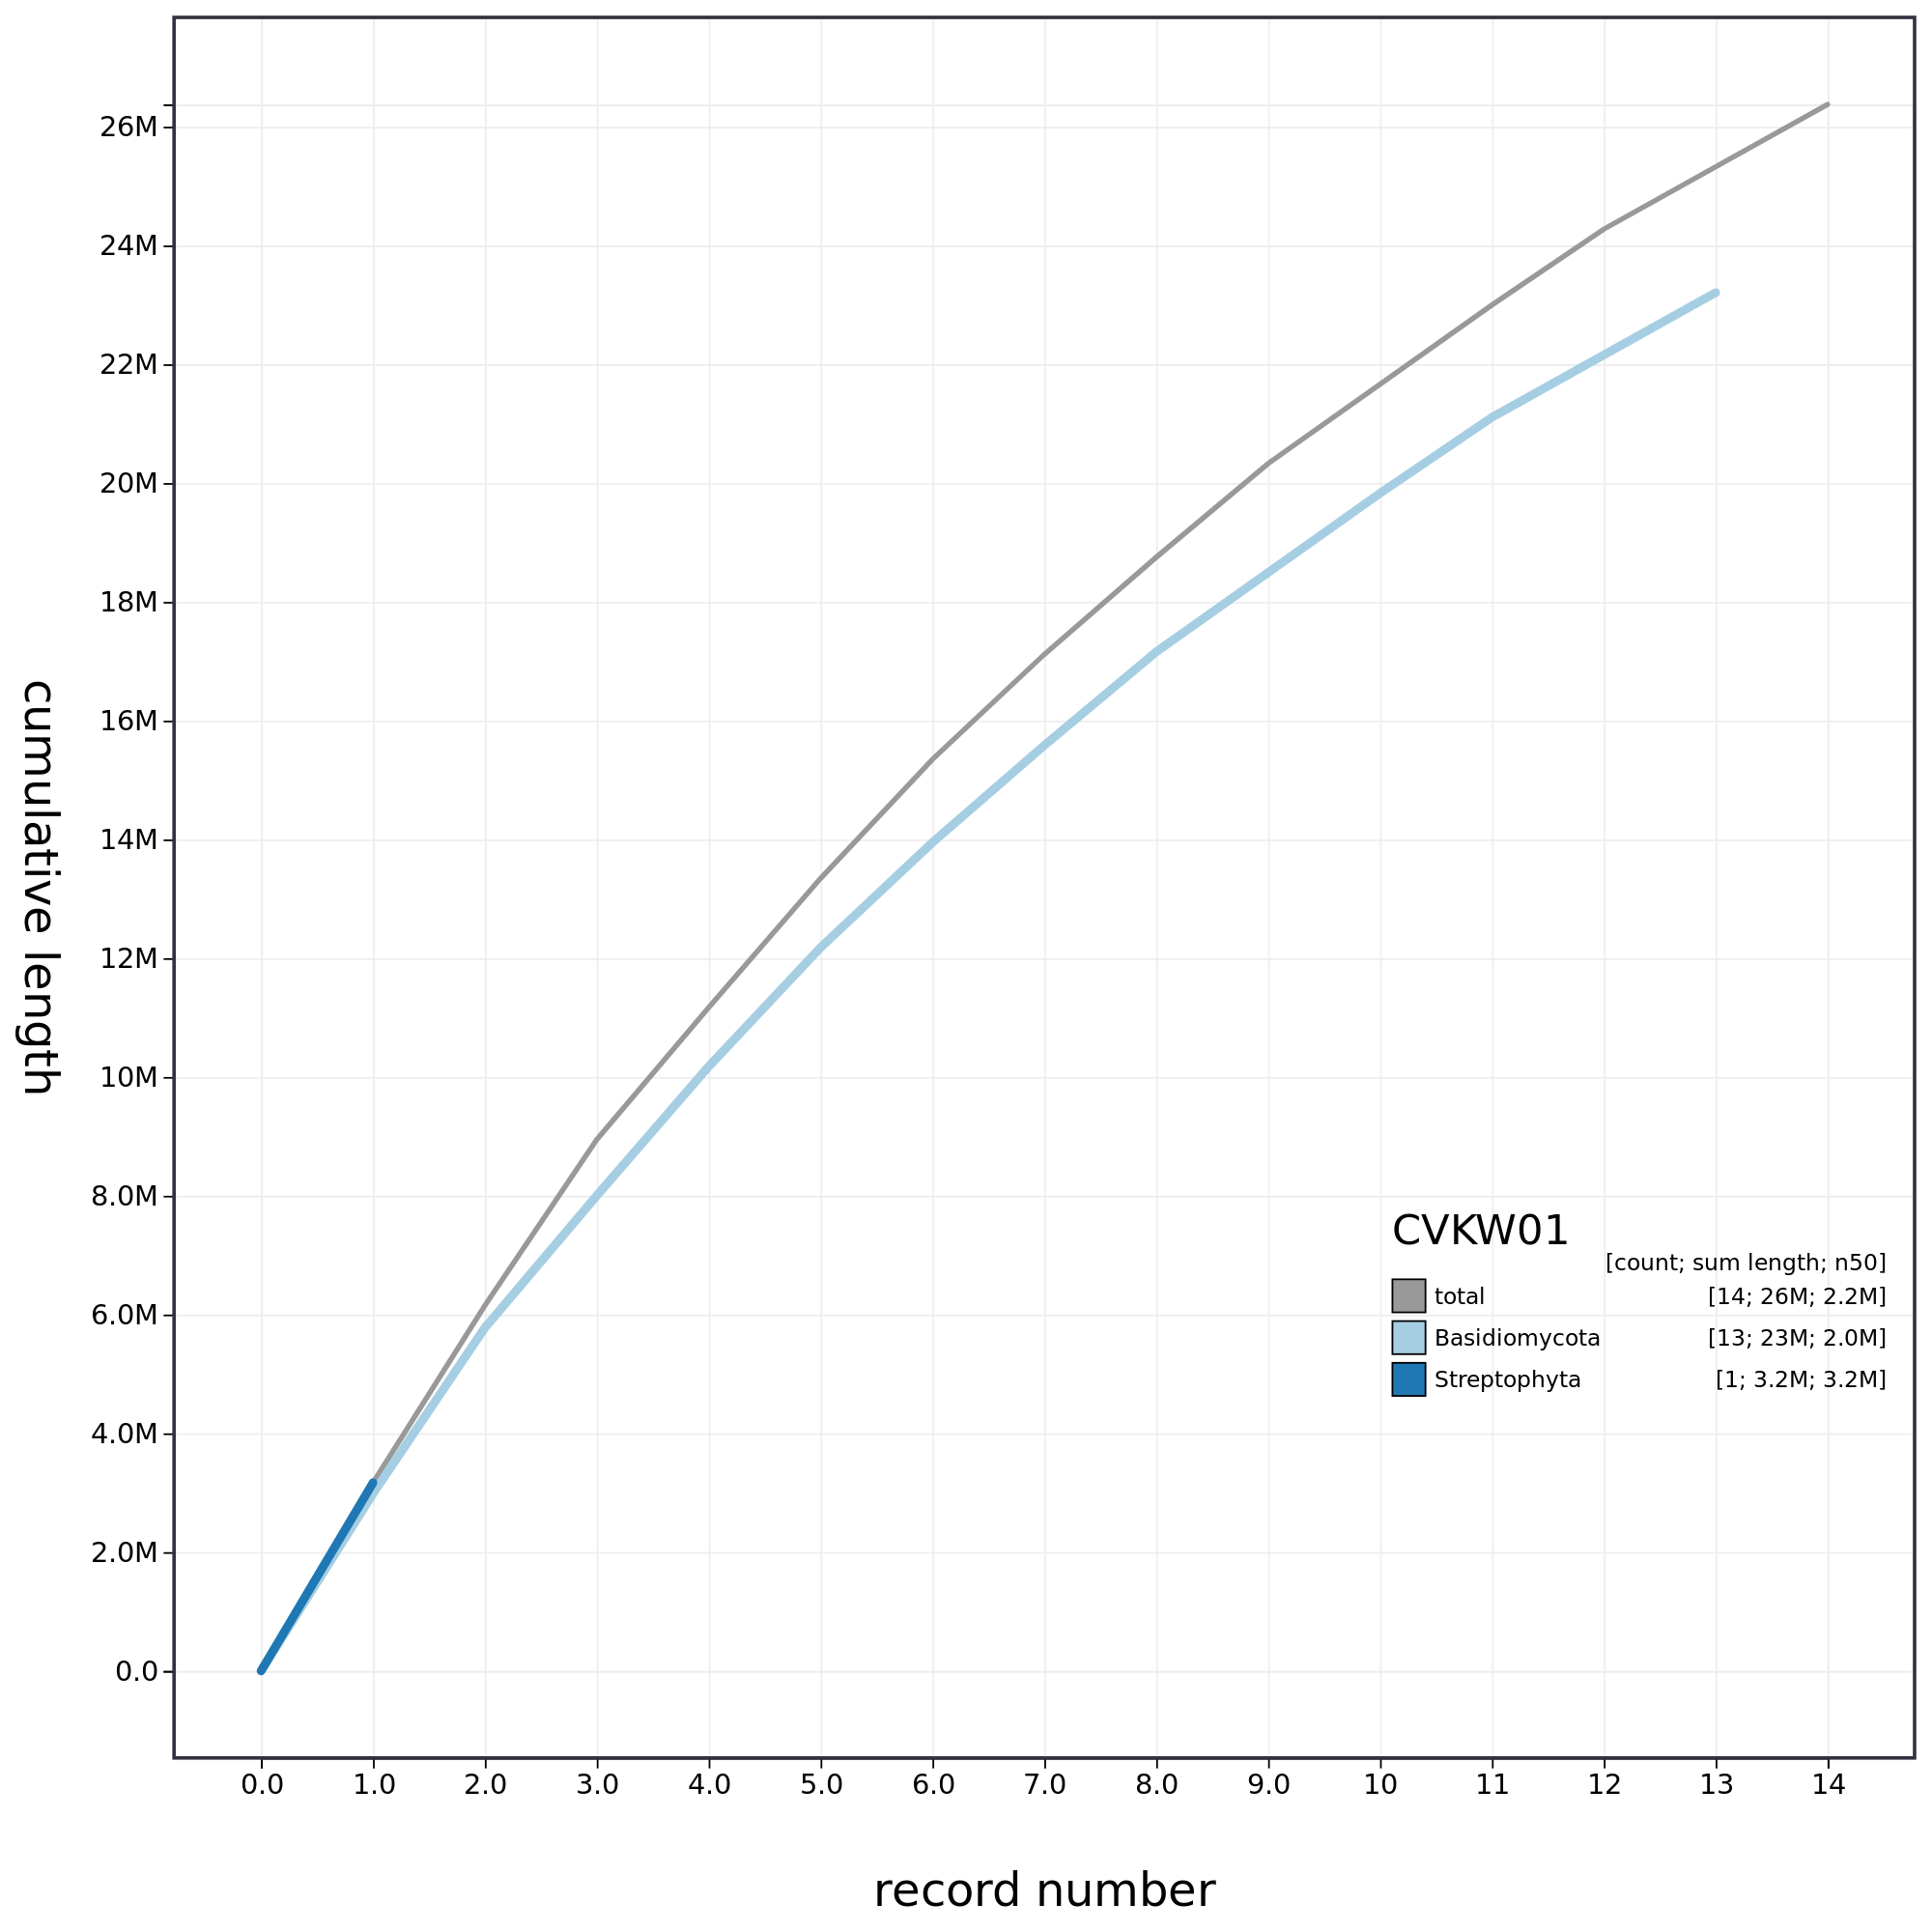 26M
24M
22M
20M
18M
16M
14M
12M
10M
8.0M
6.0M
4.0M
2.0M
0.0
cumulative length
CVKW01
[count; sum length; n50]
total [14; 26M; 2.2M]
Basidiomycota [13; 23M; 2.0M]
Streptophyta [1; 3.2M; 3.2M]
0.0 1.0 2.0 3.0 4.0 5.0 6.0 7.0 8.0 9.0 10 11 12 13 14
record number